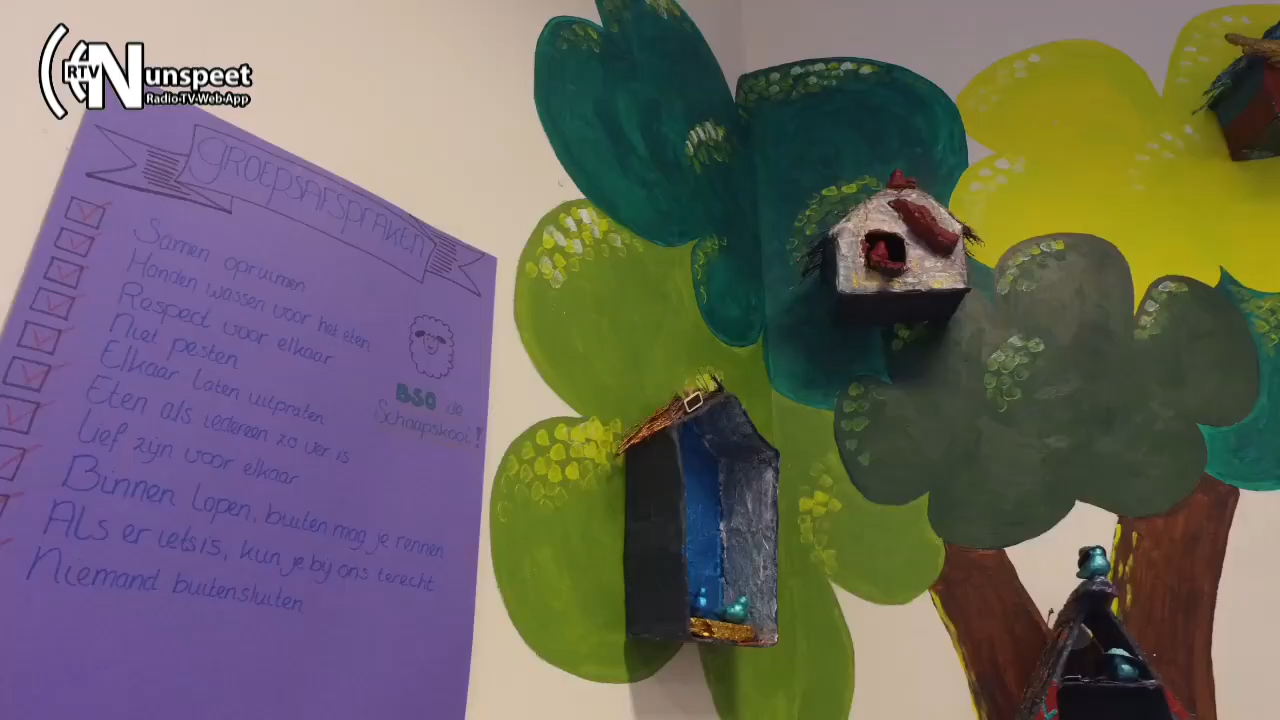 RTV Nunspeet
Radio-TV-Web-App
GROEPSAFSPRAKEN
Samen opruimen
Handen wassen voor het eten
Respect voor elkaar
Niet pesten
Elkaar laten uitpraten
Eten als iedereen zo ver is
Lief zijn voor elkaar
Binnen lopen, buiten mag je rennen
Als er iets is, kun je bij ons terecht
Niemand buitensluiten
BSO de
Schaapskooi!